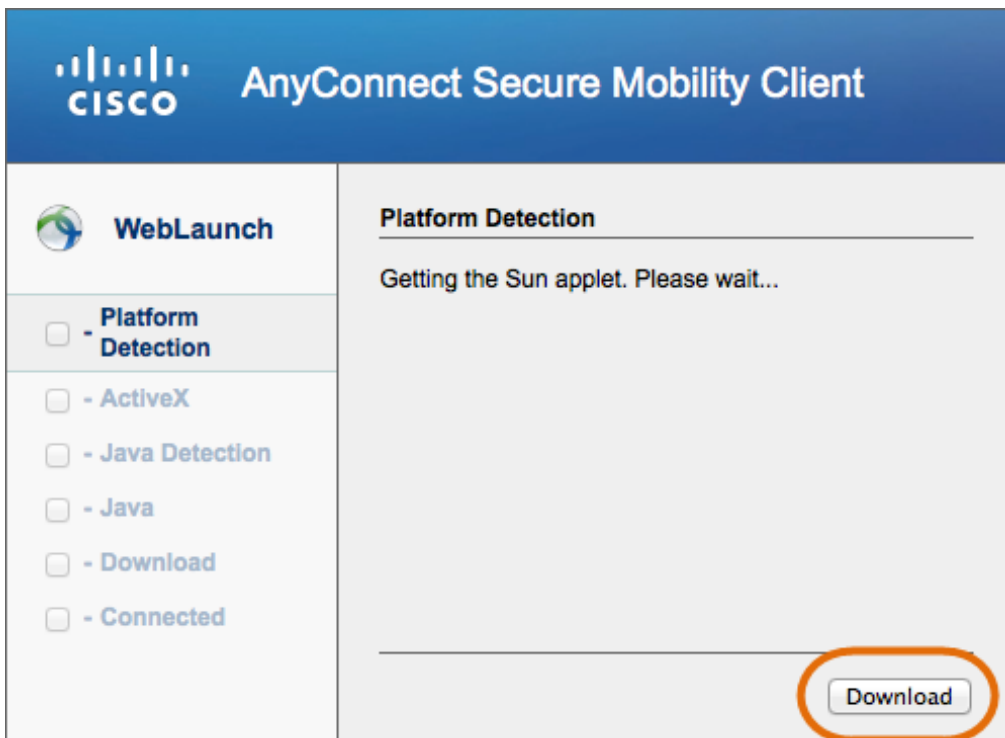 CISCO
AnyConnect Secure Mobility Client
WebLaunch
- Platform
Detection
- ActiveX
- Java Detection
- Java
- Download
- Connected
Platform Detection
Getting the Sun applet. Please wait...
Download